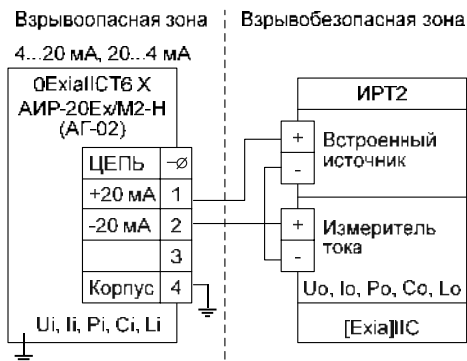 Взрывоопасная зона
Взрывобезопасная зона
4...20 мА, 20...4 мА
0ExiaIICT6 X
АИР-20Ex/М2-Н
(АГ-02)
ЦЕПЬ
+20 мА 1
-20 мА 2
3
Корпус 4
Ui, Ii, Pi, Ci, Li
ИРТ2
+
-
Встроенный
источник
+
-
Измеритель
тока
Uo, Io, Po, Co, Lo
[Exia]IIC